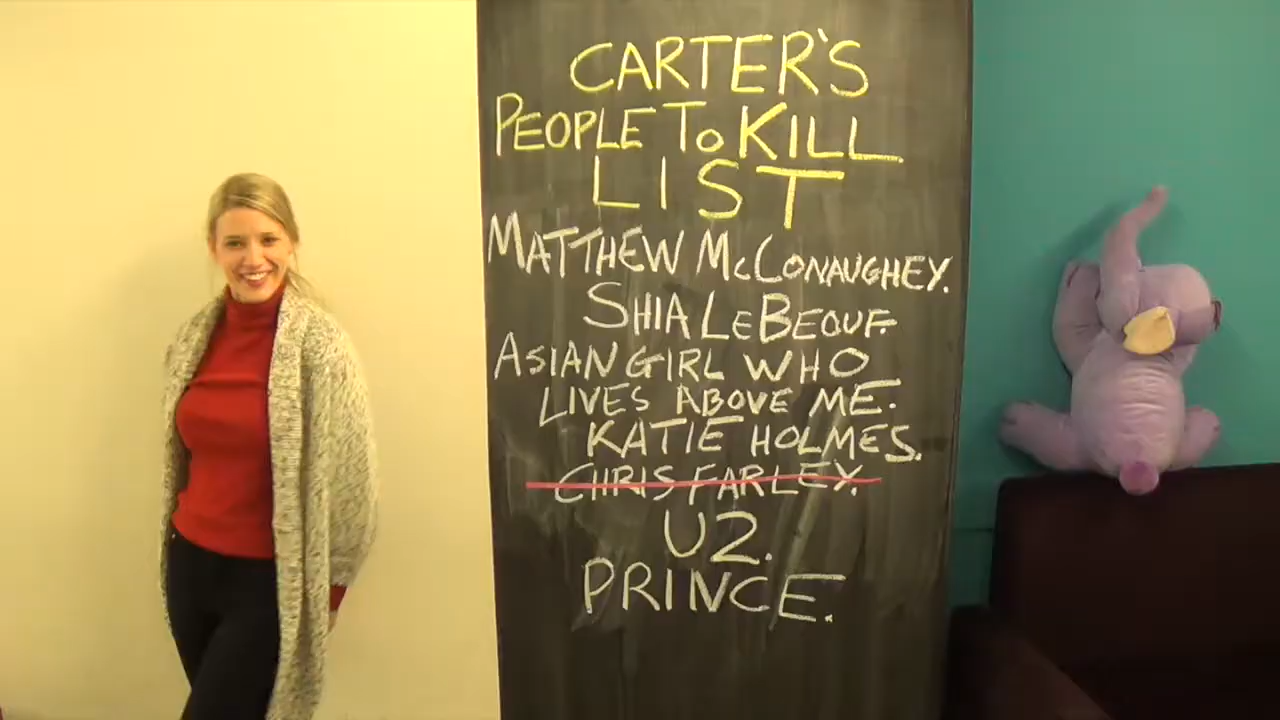 CARTER'S
PEOPLE TO KILL
LIST
MATTHEW MCCONAUGHEY.
SHIA LEBEOUF.
ASIAN GIRL WHO
LIVES ABOVE ME.
KATIE HOLMES.
CHRIS FARLEY.
U2.
PRINCE.